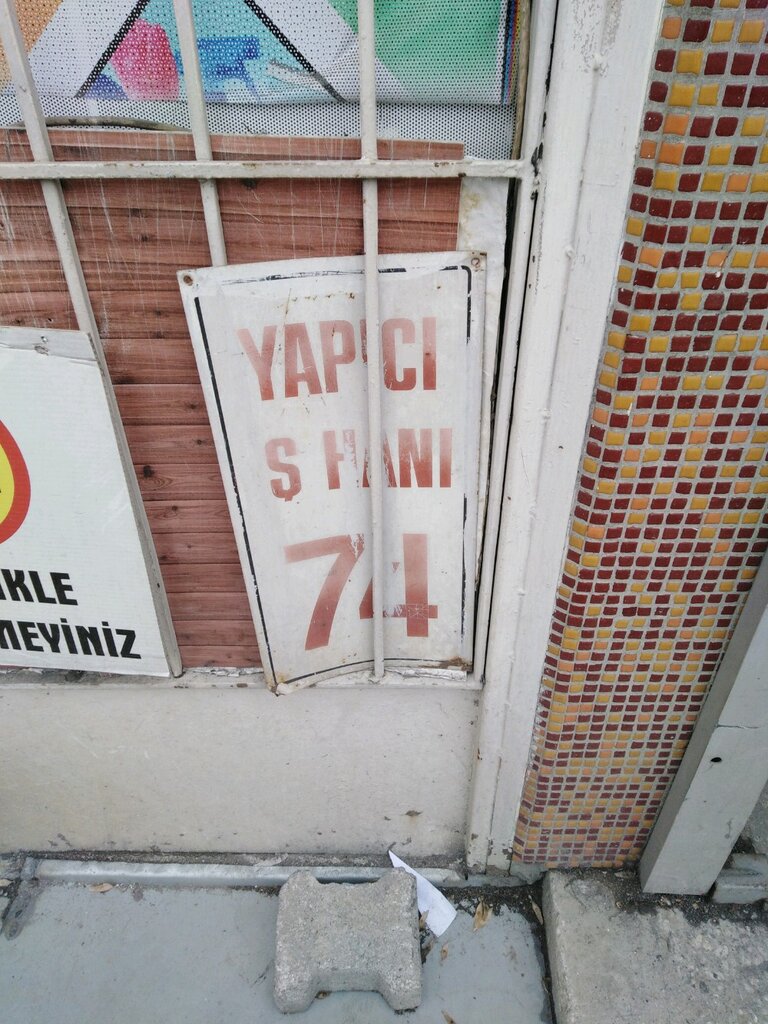 YAPICI
Ş HANI
74
İKLE
MEYİNİZ